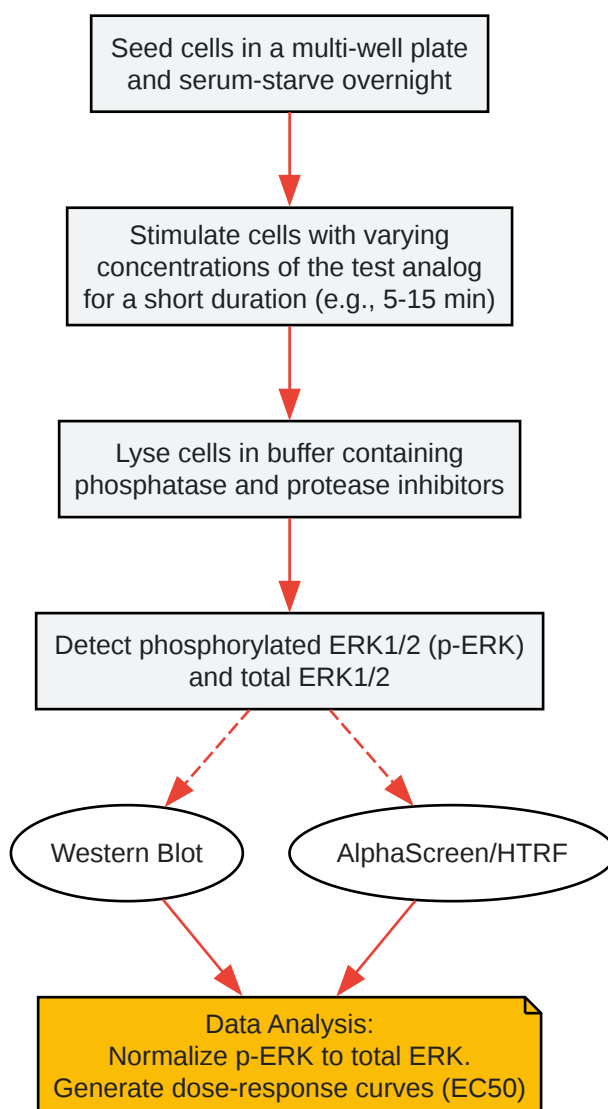 Seed cells in a multi-well plate
and serum-starve overnight
Stimulate cells with varying
concentrations of the test analog
for a short duration (e.g., 5-15 min)
Lyse cells in buffer containing
phosphatase and protease inhibitors
Detect phosphorylated ERK1/2 (p-ERK)
and total ERK1/2
Western Blot
AlphaScreen/HTRF
Data Analysis:
Normalize p-ERK to total ERK.
Generate dose-response curves (EC50)